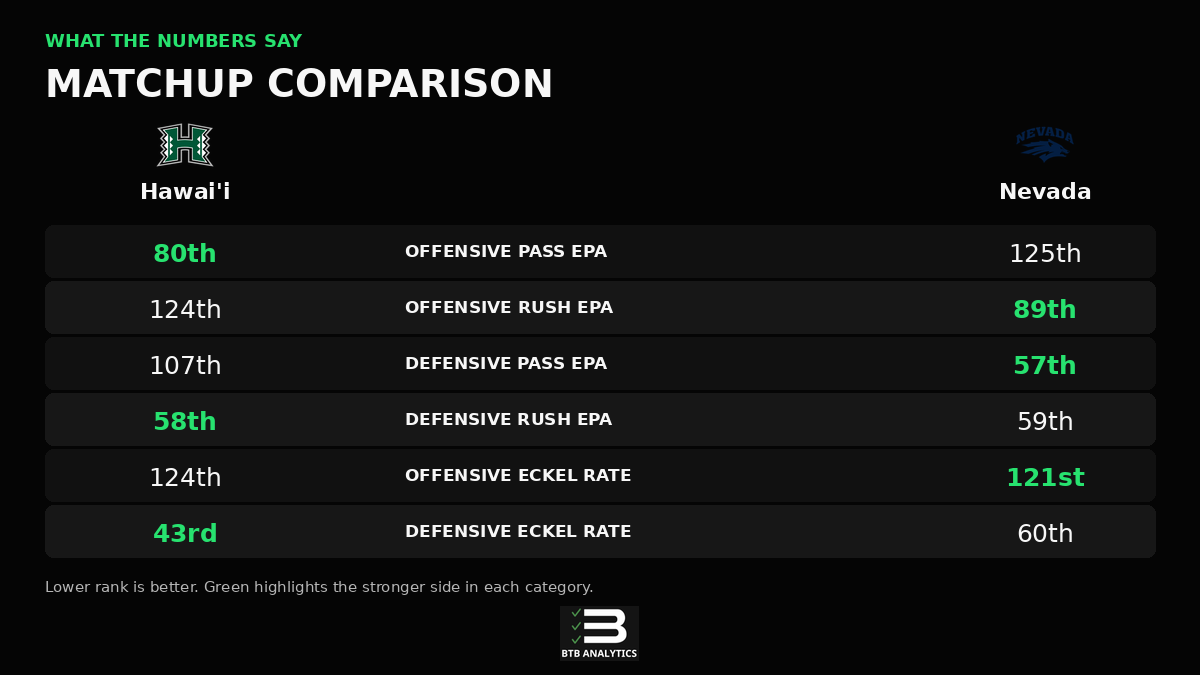 WHAT THE NUMBERS SAY
MATCHUP COMPARISON
H
NEVADA
Hawai'i
Nevada
80th OFFENSIVE PASS EPA 125th
124th OFFENSIVE RUSH EPA 89th
107th DEFENSIVE PASS EPA 57th
58th DEFENSIVE RUSH EPA 59th
124th OFFENSIVE ECKEL RATE 121st
43rd DEFENSIVE ECKEL RATE 60th
Lower rank is better. Green highlights the stronger side in each category.
B
BTB ANALYTICS